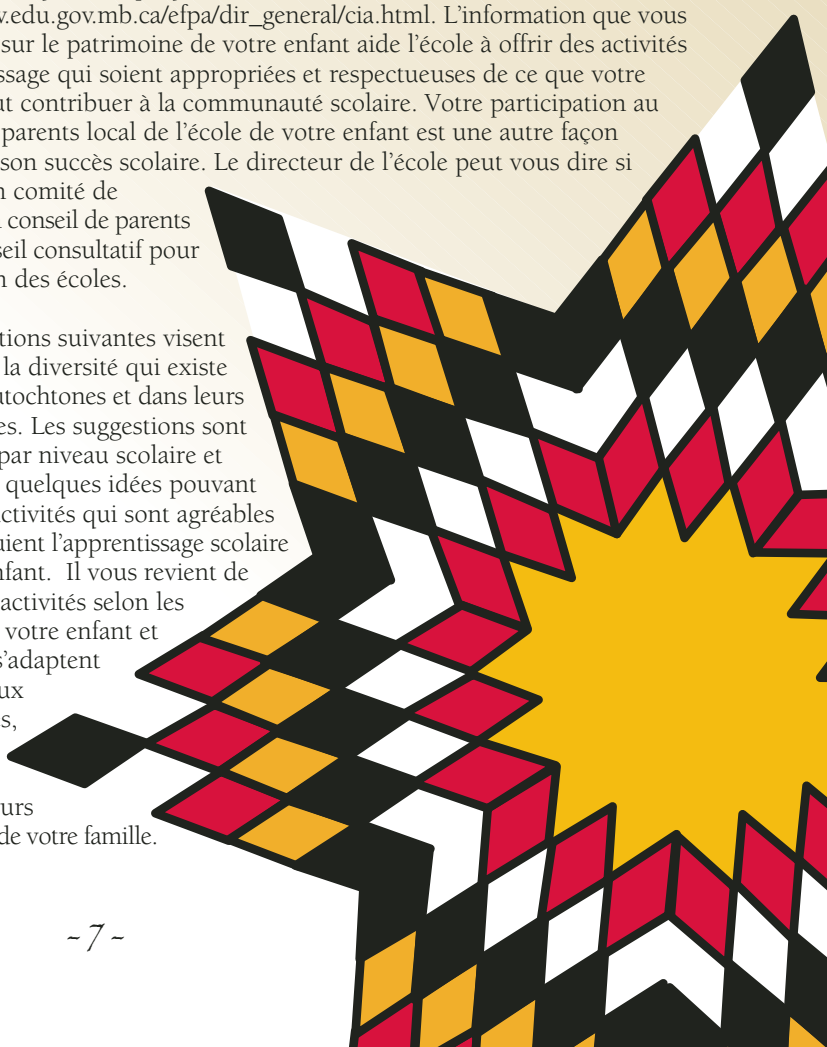 v.edu.gov.mb.ca/efpa/dir_general/cia.html. L’information que vous
sur le patrimoine de votre enfant aide l’école à offrir des activités
ssage qui soient appropriées et respectueuses de ce que votre
ut contribuer à la communauté scolaire. Votre participation au
parents local de l’école de votre enfant est une autre façon
son succès scolaire. Le directeur de l’école peut vous dire si
n comité de
conseil de parents
seil consultatif pour
n des écoles.
tions suivantes visent
la diversité qui existe
utochtones et dans leurs
es. Les suggestions sont
par niveau scolaire et
quelques idées pouvant
ctivités qui sont agréables
uient l’apprentissage scolaire
nfant. Il vous revient de
activités selon les
votre enfant et
s’adaptent
ux
s,
urs
de votre famille.
~ 7 ~